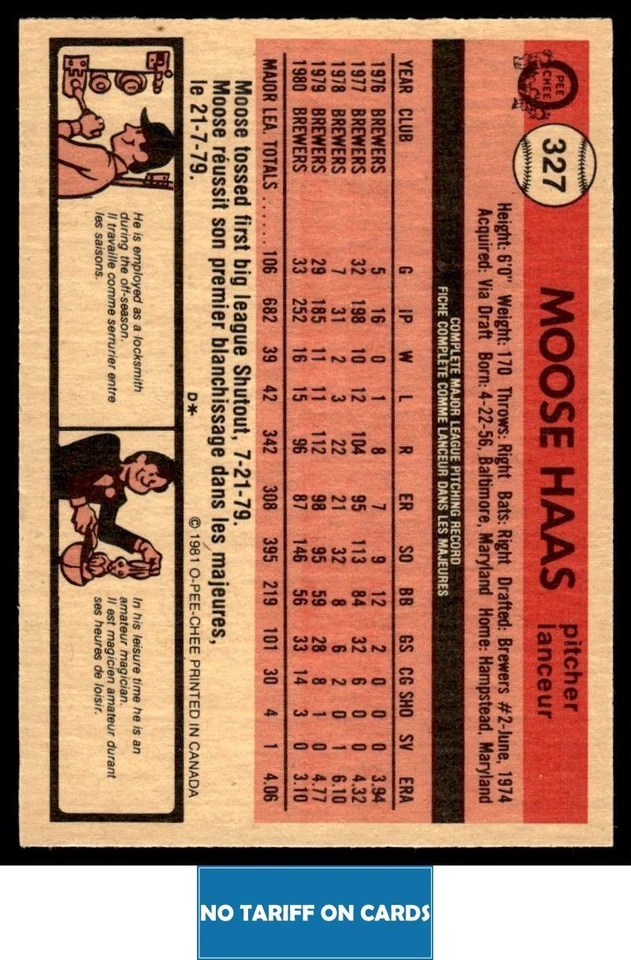 O PEE CHEE
327
MOOSE HAAS
pitcher
lanceur
Height: 6'0" Weight: 170 Throws: Right Bats: Right Drafted: Brewers #2-June, 1974
Acquired: Via Draft Born: 4-22-56, Baltimore, Maryland Home: Hampstead, Maryland
COMPLETE MAJOR LEAGUE PITCHING RECORD
FICHE COMPLÈTE COMME LANCEUR DANS LES MAJEURES
YEAR CLUB G IP W L R ER SO BB GS CG SHO SV ERA
1976 BREWERS 5 16 0 1 8 7 9 12 2 0 0 0 3.94
1977 BREWERS 32 198 10 12 104 95 113 84 32 6 0 0 4.32
1978 BREWERS 7 31 2 3 22 21 32 8 6 2 0 1 6.10
1979 BREWERS 29 185 11 11 112 98 95 59 28 8 1 0 4.77
1980 BREWERS 33 252 16 15 96 87 146 56 33 14 3 0 3.10
MAJOR LEA. TOTALS ...... 106 682 39 42 342 308 395 219 101 30 4 1 4.06
Moose tossed first big league Shutout, 7-21-79.
Moose réussit son premier blanchissage dans les majeures,
le 21-7-79.
D* © 1981 O-PEE-CHEE PRINTED IN CANADA
He is employed as a locksmith
during the off-season.
Il travaille comme serrurier entre
les saisons.
In his leisure time he is an
amateur magician.
Il est magicien amateur durant
ses heures de loisir.
NO TARIFF ON CARDS